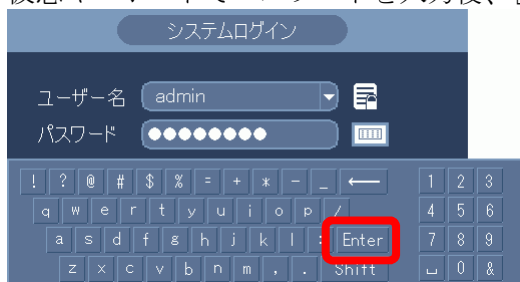 システムログイン
ユーザー名 admin
パスワード ●●●●●●●●
! ? @ # $ % = + * - _ ← 1 2 3
q w e r t y u i o p / 4 5 6
a s d f g h j k l : Enter 7 8 9
z x c v b n m , . Shift 0 &